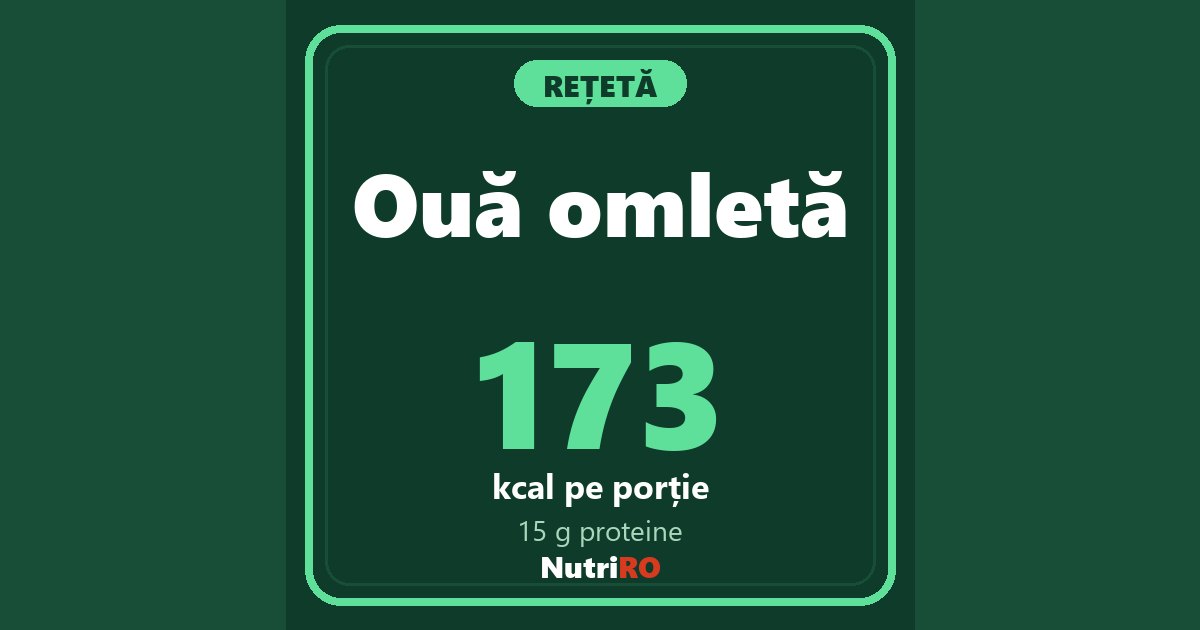 REȚETĂ
Ouă omletă
173
kcal pe porție
15 g proteine
NutriRO